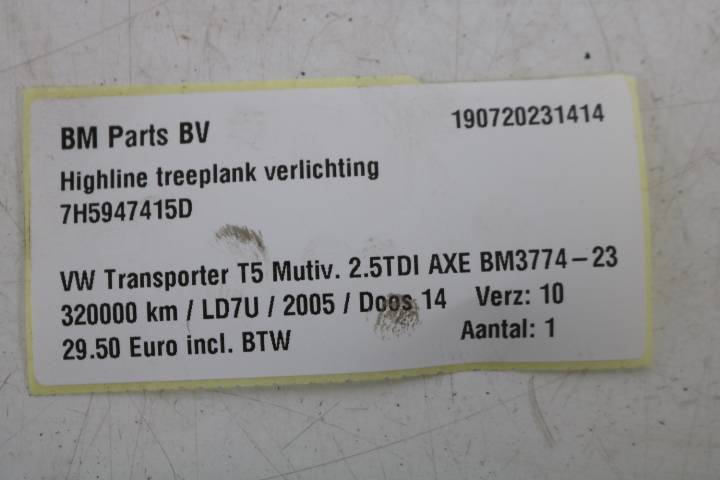 BM Parts BV 190720231414
Highline treeplank verlichting
7H5947415D
VW Transporter T5 Mutiv. 2.5TDI AXE BM3774-23
320000 km / LD7U / 2005 / Doos 14 Verz: 10
29.50 Euro incl. BTW Aantal: 1